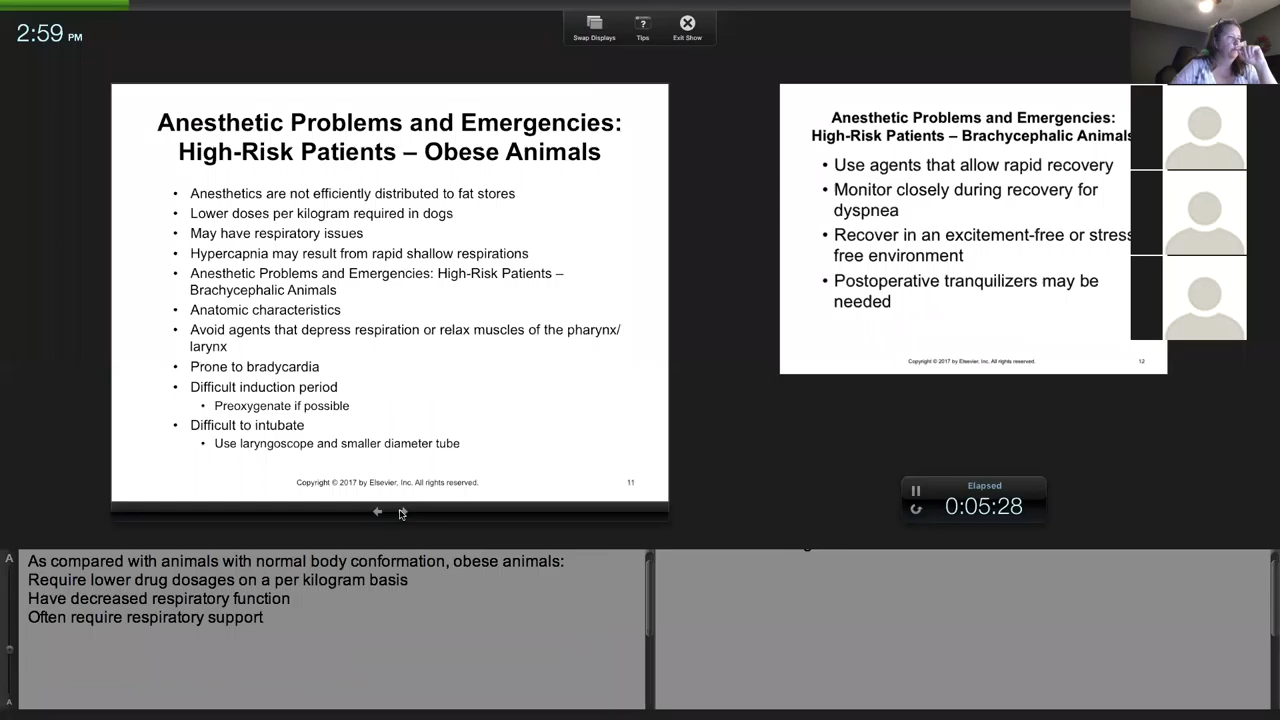 2:59 PM
Swap Displays
Tips
Exit Show
Anesthetic Problems and Emergencies:
High-Risk Patients – Obese Animals
• Anesthetics are not efficiently distributed to fat stores
• Lower doses per kilogram required in dogs
• May have respiratory issues
• Hypercapnia may result from rapid shallow respirations
• Anesthetic Problems and Emergencies: High-Risk Patients –
Brachycephalic Animals
• Anatomic characteristics
• Avoid agents that depress respiration or relax muscles of the pharynx/
larynx
• Prone to bradycardia
• Difficult induction period
• Preoxygenate if possible
• Difficult to intubate
• Use laryngoscope and smaller diameter tube
Copyright © 2017 by Elsevier, Inc. All rights reserved.
11
Anesthetic Problems and Emergencies:
High-Risk Patients – Brachycephalic Animals
• Use agents that allow rapid recovery
• Monitor closely during recovery for
dyspnea
• Recover in an excitement-free or stress
free environment
• Postoperative tranquilizers may be
needed
Copyright © 2017 by Elsevier, Inc. All rights reserved.
12
Elapsed
0:05:28
A
As compared with animals with normal body conformation, obese animals:
Require lower drug dosages on a per kilogram basis
Have decreased respiratory function
Often require respiratory support
A